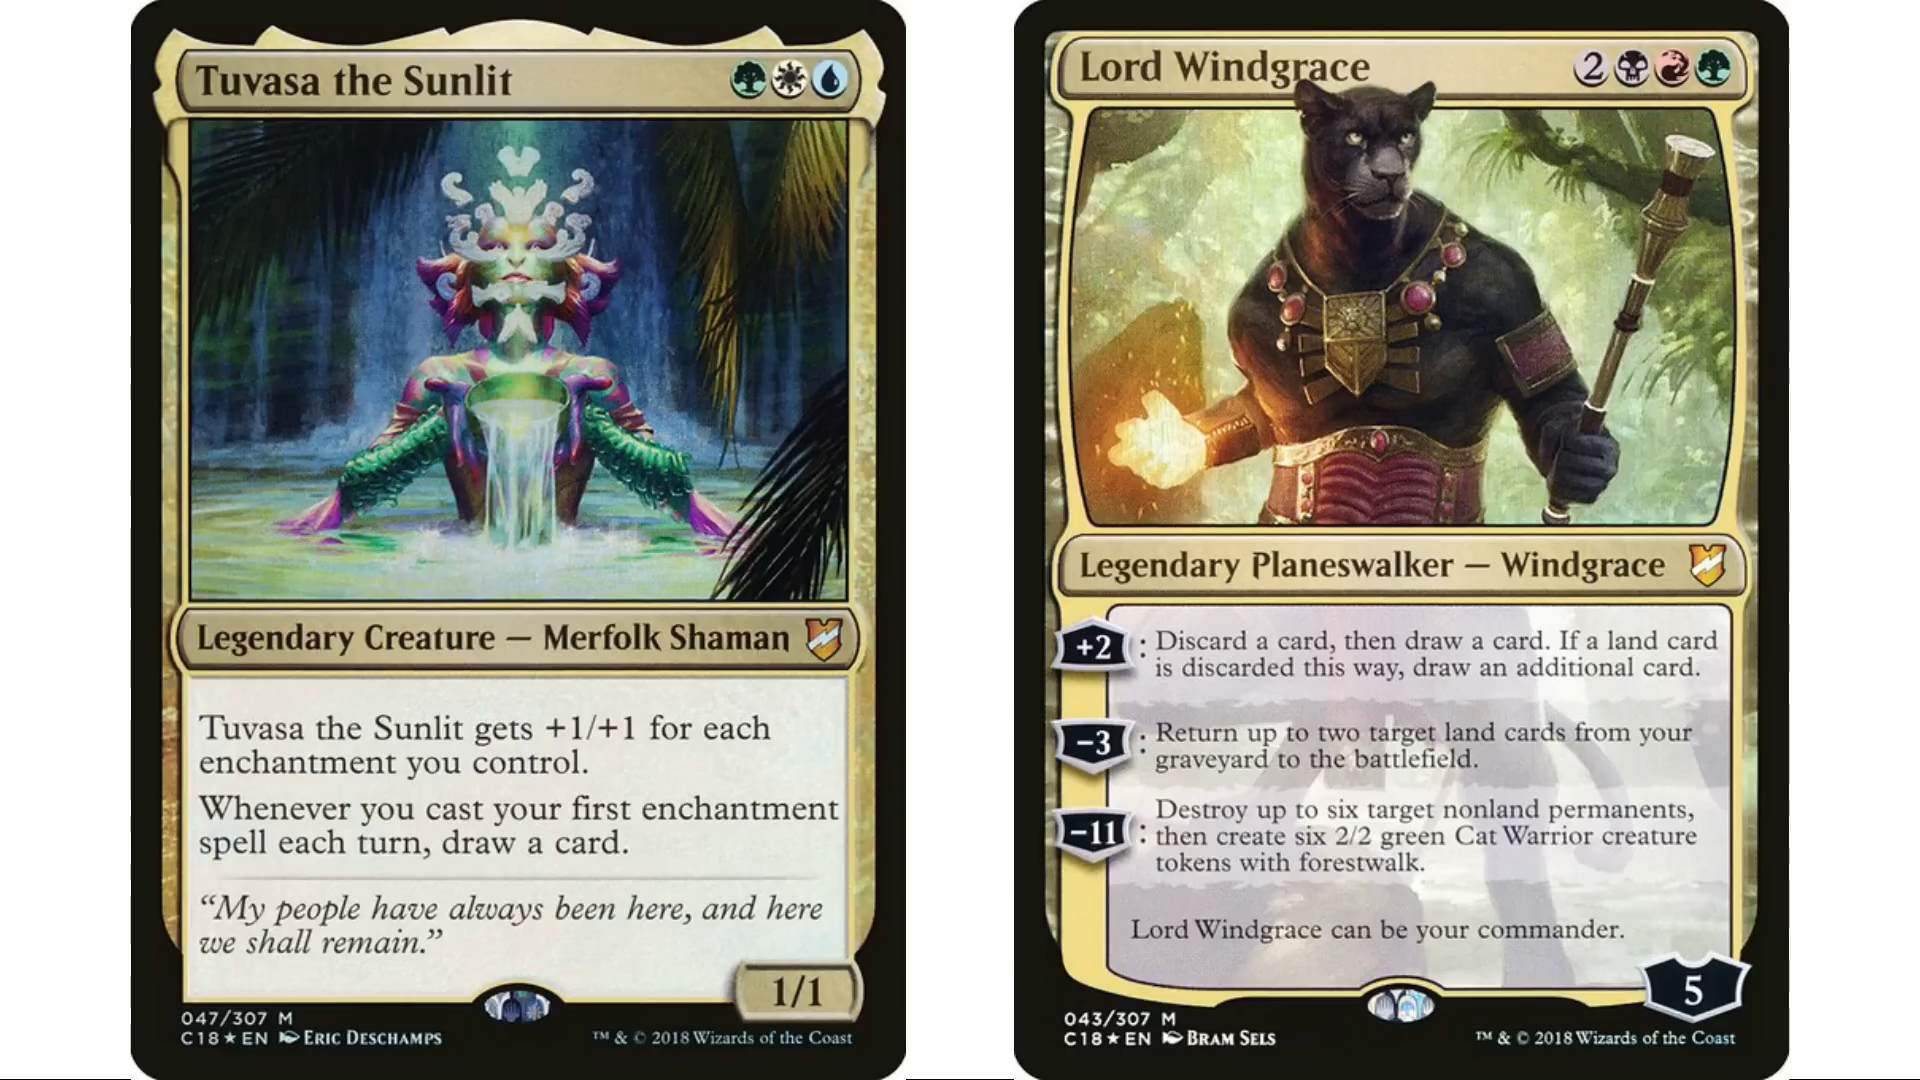 Tuvasa the Sunlit
Legendary Creature — Merfolk Shaman
Tuvasa the Sunlit gets +1/+1 for each
enchantment you control.
Whenever you cast your first enchantment
spell each turn, draw a card.
“My people have always been here, and here
we shall remain.”
1/1
047/307 M
C18★EN Eric Deschamps
™ & © 2018 Wizards of the Coast
Lord Windgrace
2
Legendary Planeswalker — Windgrace
+2: Discard a card, then draw a card. If a land card
is discarded this way, draw an additional card.
−3: Return up to two target land cards from your
graveyard to the battlefield.
−11: Destroy up to six target nonland permanents,
then create six 2/2 green Cat Warrior creature
tokens with forestwalk.
Lord Windgrace can be your commander.
5
043/307 M
C18★EN Bram Sels
™ & © 2018 Wizards of the Coast